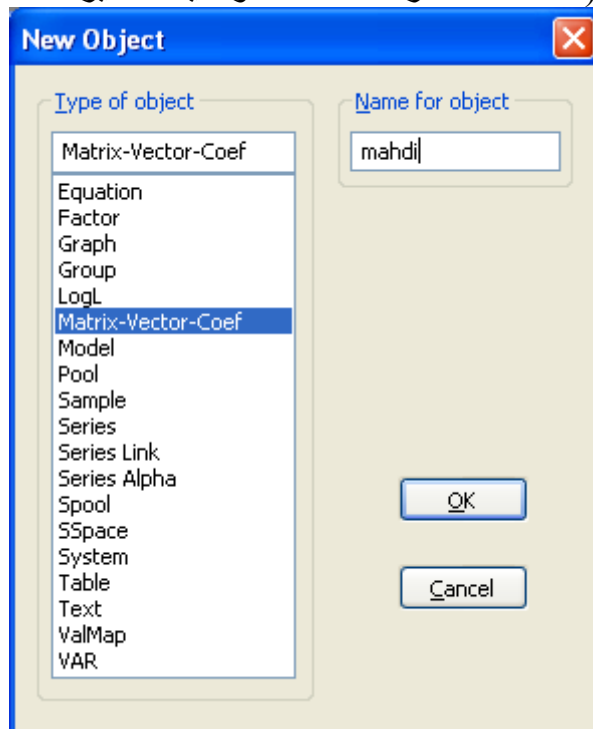 New Object
Type of object
Name for object
Matrix-Vector-Coef
mahdi
Equation
Factor
Graph
Group
LogL
Matrix-Vector-Coef
Model
Pool
Sample
Series
Series Link
Series Alpha
Spool
SSpace
System
Table
Text
ValMap
VAR
OK
Cancel